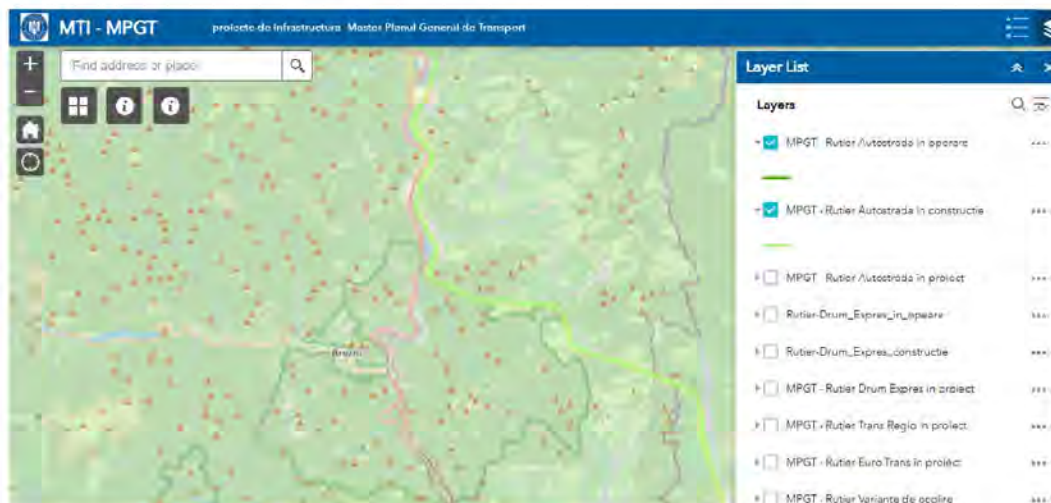 MTI - MPGT
proiecte de infrastructura Master Planul General de Transport
Find address or place
Layer List
Layers
MPGT - Rutier Autostrada in operare
MPGT - Rutier Autostrada in constructie
MPGT - Rutier Autostrada in proiect
Rutier-Drum_Expres_in_opeare
Rutier-Drum_Expres_constructie
MPGT - Rutier Drum Expres in proiect
MPGT - Rutier Trans Regio in proiect
MPGT - Rutier Euro Trans in proiect
MPGT - Rutier Variante de ocolire